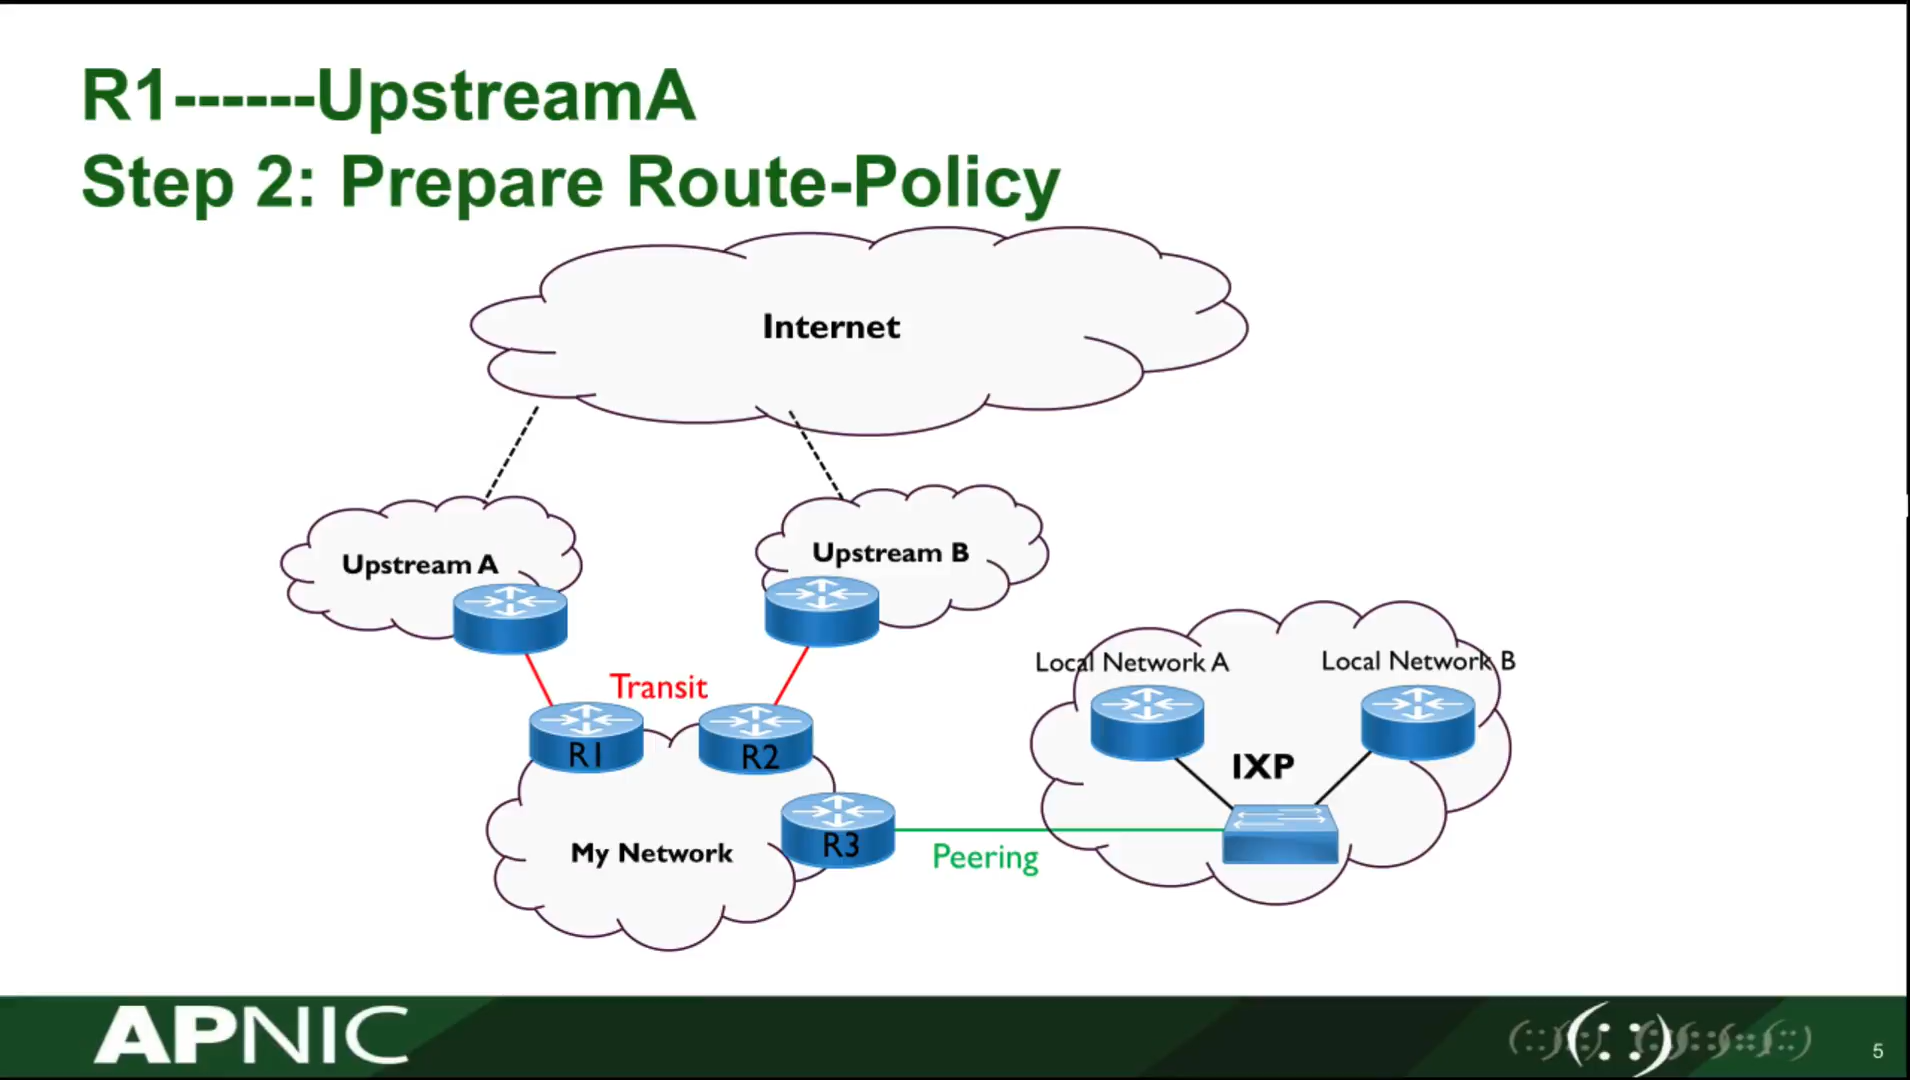 R1------UpstreamA
Step 2: Prepare Route-Policy
Internet
Upstream A
Upstream B
Transit
Local Network A
Local Network B
R1
R2
IXP
R3
My Network
Peering
APNIC
5